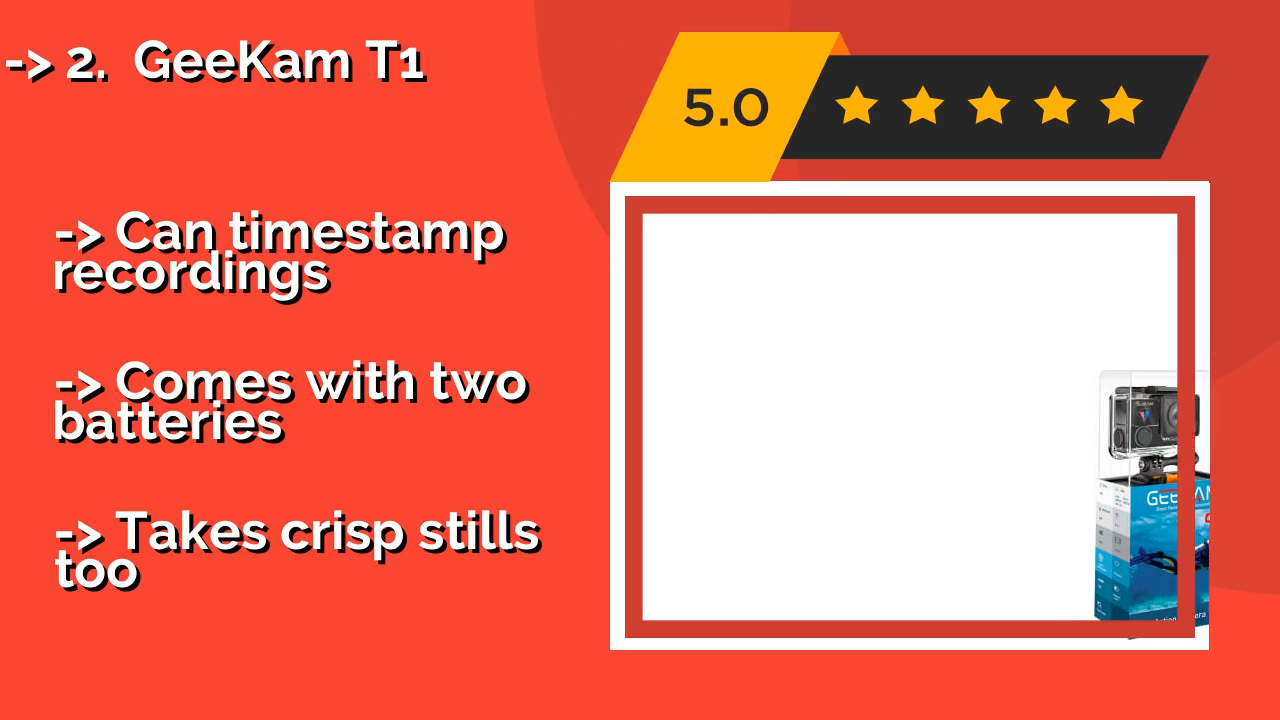 -> 2. GeeKam T1
5.0
-> Can timestamp
recordings
-> Comes with two
batteries
-> Takes crisp stills
too